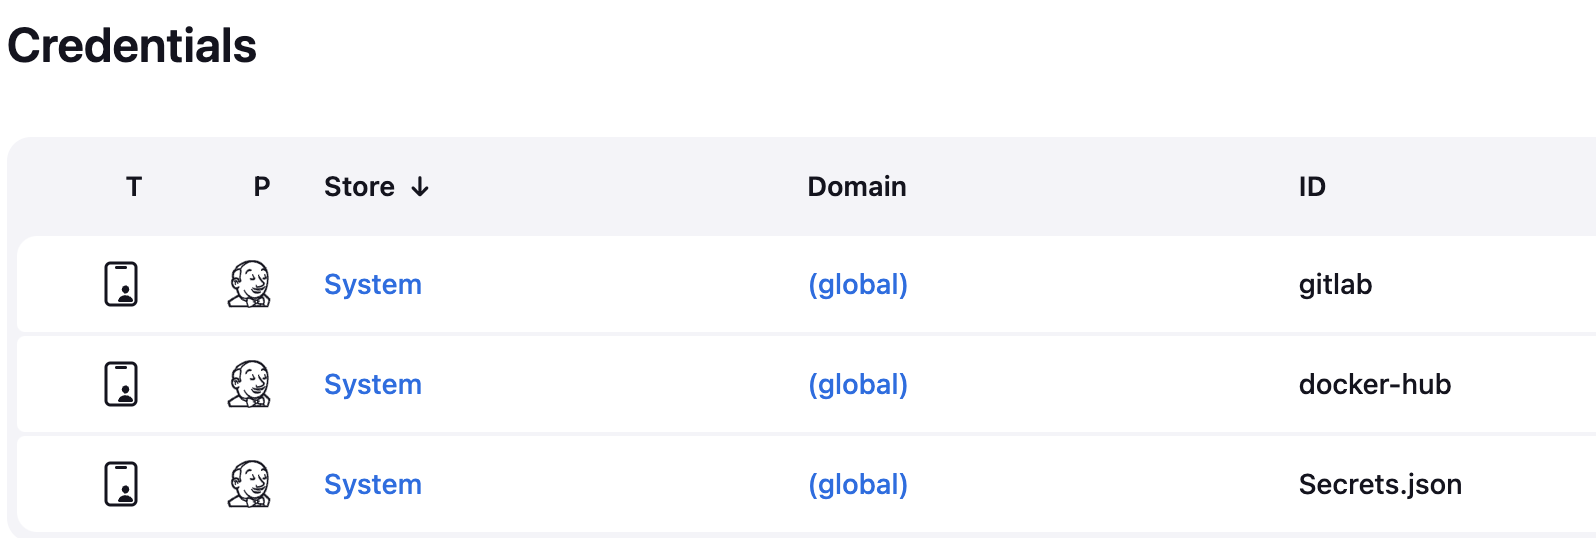 Credentials
T P Store ↓ Domain ID
System (global) gitlab
System (global) docker-hub
System (global) Secrets.json